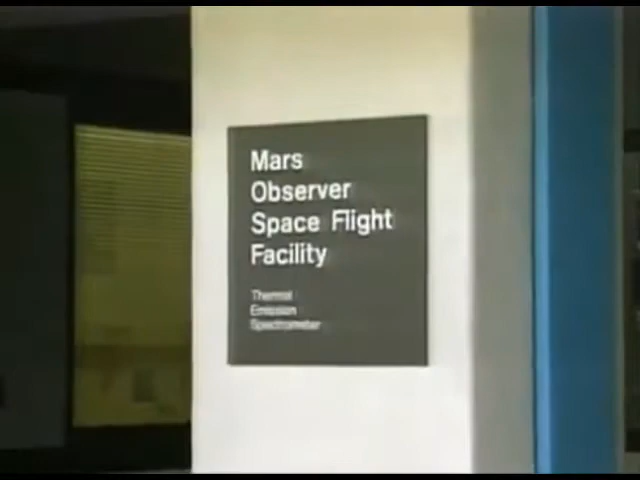 Mars
Observer
Space Flight
Facility
Thermal
Emission
Spectrometer